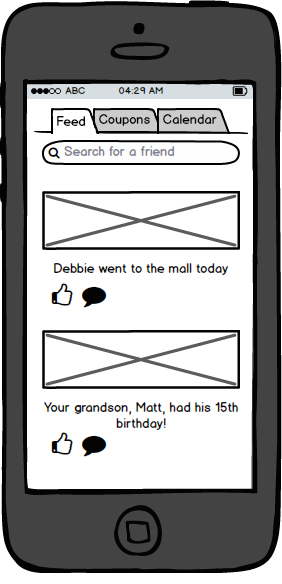 ABC 04:29 AM
Feed Coupons Calendar
Search for a friend
Debbie went to the mall today
Your grandson, Matt, had his 15th
birthday!